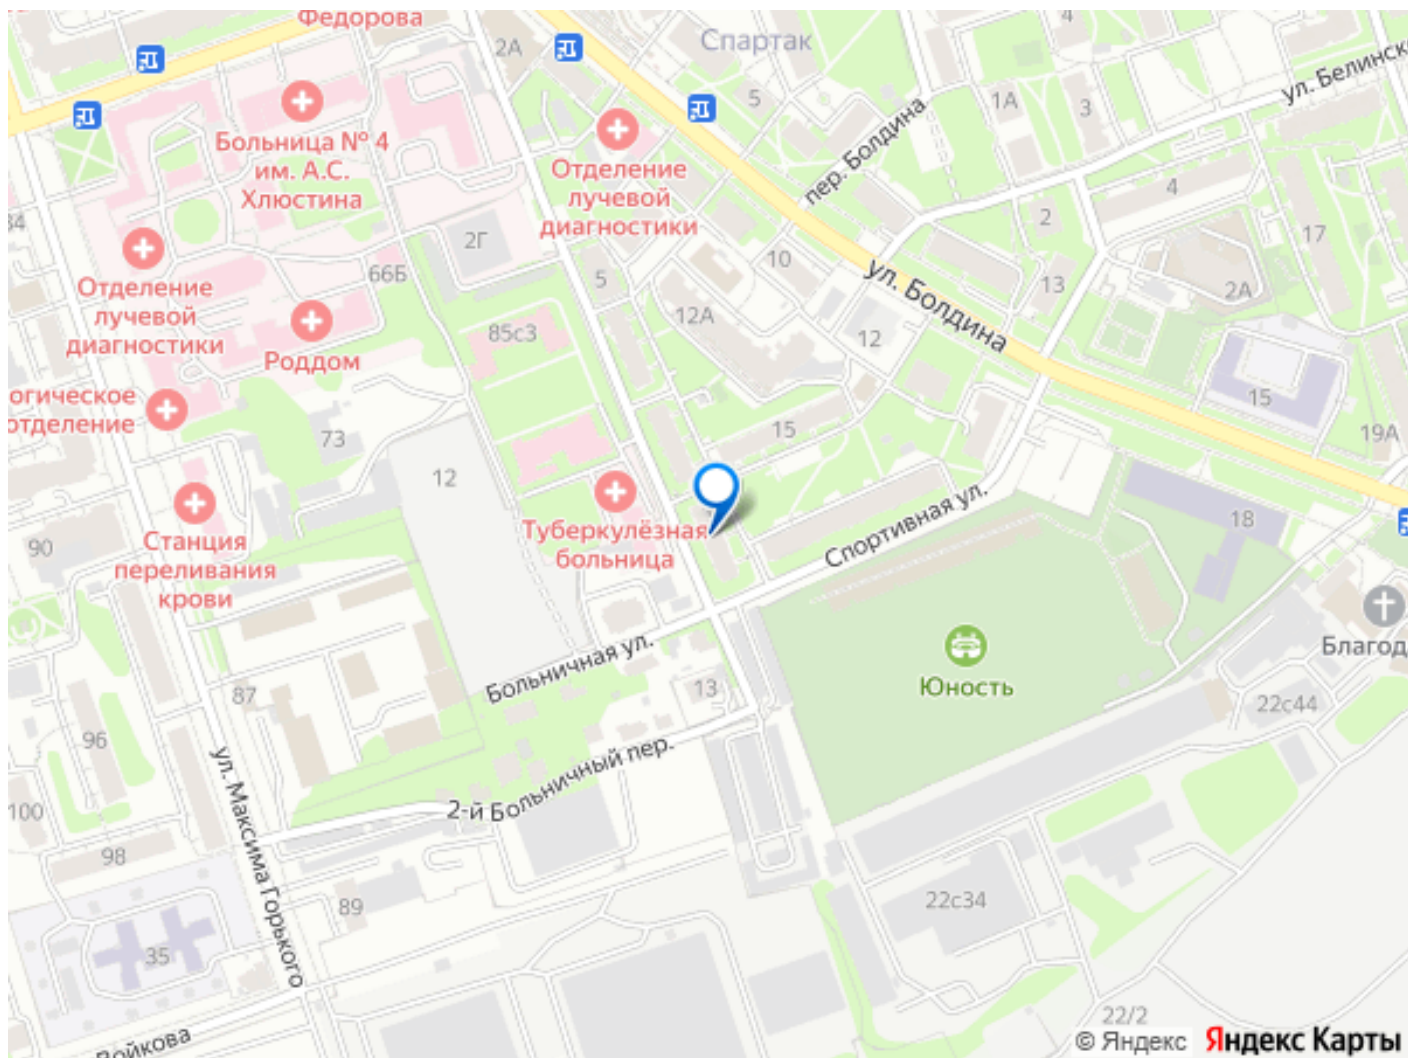 Федорова
2А
Спартак
4
ул. Белинск
5
1А
3
Больница № 4
им. А.С.
Хлюстина
Отделение
лучевой
диагностики
пер. Болдина
4
84
2Г
2
17
66Б
5
10
ул. Болдина
13
2А
Отделение
лучевой
диагностики
12А
85с3
12
Роддом
огическое
отделение
73
15
15
19А
12
Туберкулёзная
больница
Спортивная ул.
18
90
Станция
переливания
крови
Благод
Больничная ул.
Юность
87
13
22с44
96
ул. Максима Горького
2-й Больничный пер.
100
98
89
22с34
35
22/2
Войкова
© Яндекс Яндекс Карты